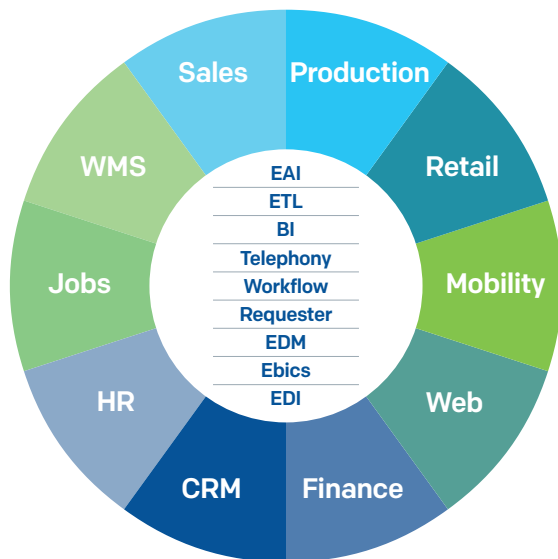 Sales
Production
Retail
Mobility
Web
Finance
CRM
HR
Jobs
WMS
EAI
ETL
BI
Telephony
Workflow
Requester
EDM
Ebics
EDI